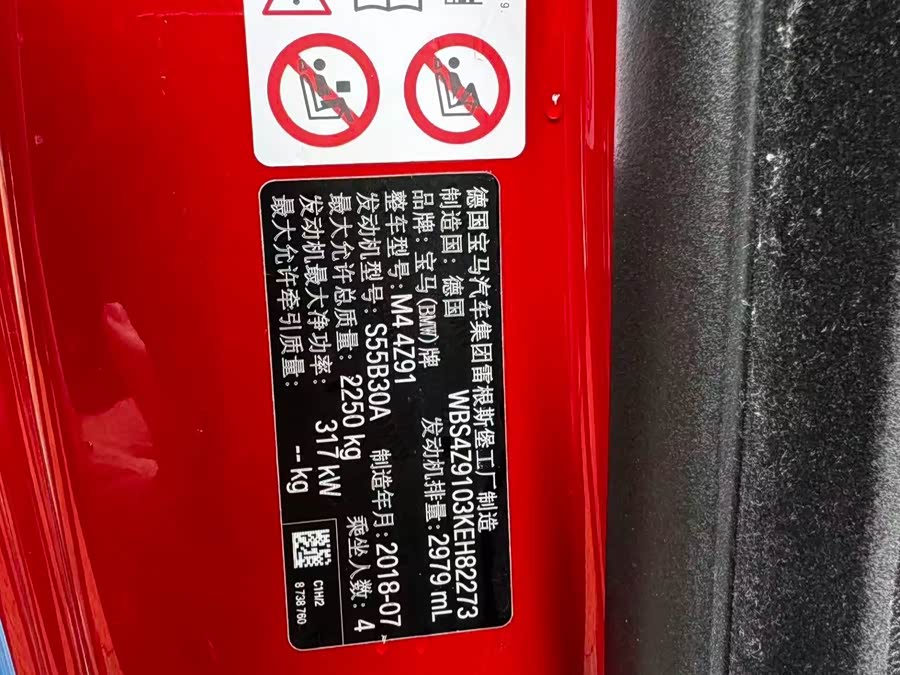 德国宝马汽车集团雷根斯堡工厂制造
制造国：德国 WBS4Z9103KEH82273
品牌：宝马(BMW)牌 发动机排量：2979 mL
整车型号：M4 4Z91
发动机型号：S55B30A 制造年月：2018-07
最大允许总质量：2250 kg 乘坐人数：4
发动机最大净功率：317 kW
最大允许牵引质量：-- kg
C1H/2
8 738 760